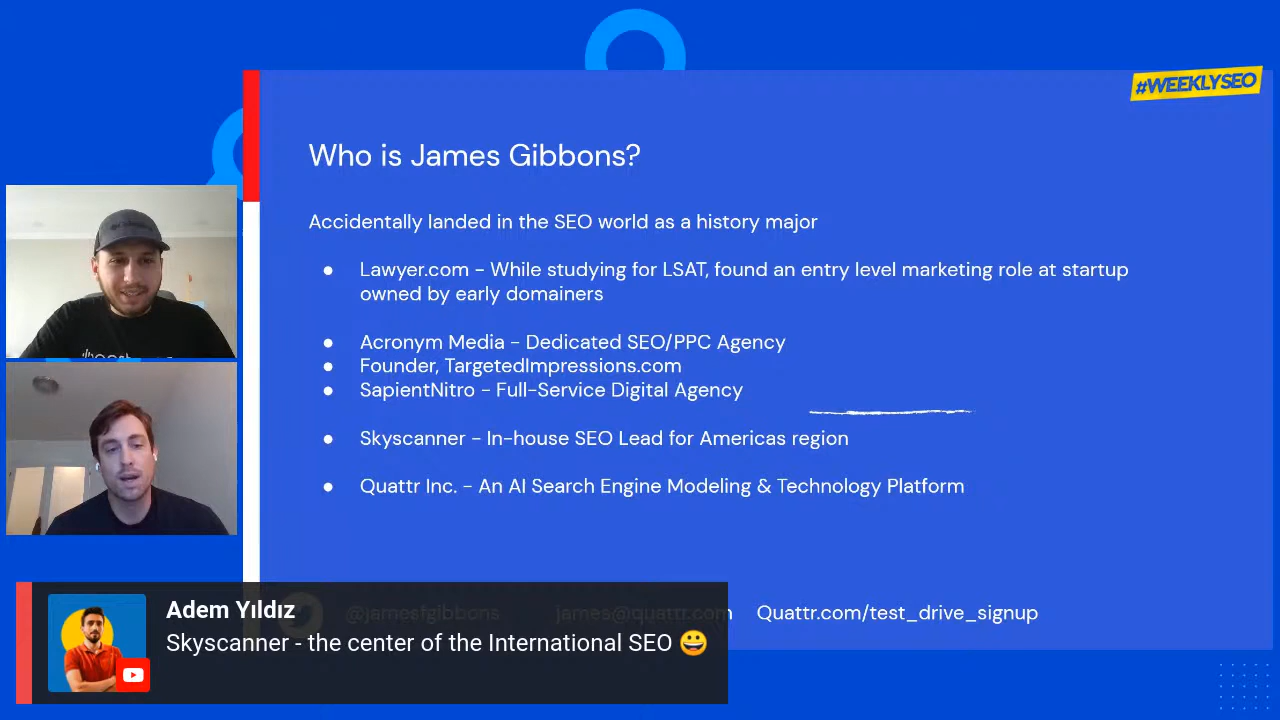 #WEEKLYSEO
Who is James Gibbons?
Accidentally landed in the SEO world as a history major
● Lawyer.com - While studying for LSAT, found an entry level marketing role at startup
owned by early domainers
● Acronym Media - Dedicated SEO/PPC Agency
● Founder, TargetedImpressions.com
● SapientNitro - Full-Service Digital Agency
● Skyscanner - In-house SEO Lead for Americas region
● Quattr Inc. - An AI Search Engine Modeling & Technology Platform
@jamesfgibbons james@quattr.com Quattr.com/test_drive_signup
Adem Yıldız
Skyscanner - the center of the International SEO 😀